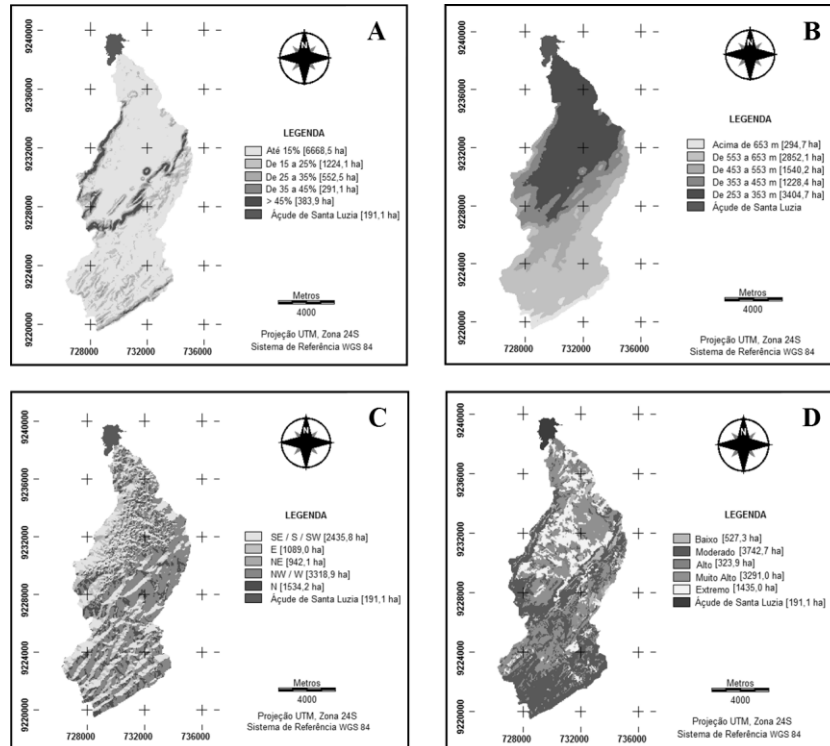 A
N
9240000
9236000
9232000
9228000
9224000
9220000
LEGENDA
Até 15% [6668,5 ha]
De 15 a 25% [1224,1 ha]
De 25 a 35% [552,5 ha]
De 35 a 45% [291,1 ha]
> 45% [383,9 ha]
Açude de Santa Luzia [191,1 ha]
Metros
4000
Projeção UTM, Zona 24S
Sistema de Referência WGS 84
728000 732000 736000
B
N
9240000
9236000
9232000
9228000
9224000
9220000
LEGENDA
Acima de 653 m [294,7 ha]
De 553 a 653 m [2852,1 ha]
De 453 a 553 m [1540,2 ha]
De 353 a 453 m [1228,4 ha]
De 253 a 353 m [3404,7 ha]
Açude de Santa Luzia
Metros
4000
Projeção UTM, Zona 24S
Sistema de Referência WGS 84
728000 732000 736000
C
N
9240000
9236000
9232000
9228000
9224000
9220000
LEGENDA
SE / S / SW [2435,8 ha]
E [1089,0 ha]
NE [942,1 ha]
NW / W [3318,9 ha]
N [1534,2 ha]
Açude de Santa Luzia [191,1 ha]
Metros
4000
Projeção UTM, Zona 24S
Sistema de Referência WGS 84
728000 732000 736000
D
N
9240000
9236000
9232000
9228000
9224000
9220000
LEGENDA
Baixo [527,3 ha]
Moderado [3742,7 ha]
Alto [323,9 ha]
Muito Alto [3291,0 ha]
Extremo [1435,0 ha]
Açude de Santa Luzia [191,1 ha]
Metros
4000
Projeção UTM, Zona 24S
Sistema de Referência WGS 84
728000 732000 736000